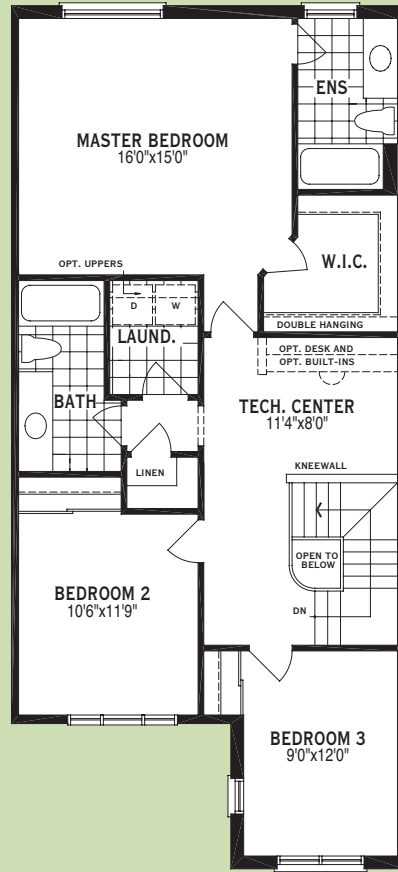 ENS
MASTER BEDROOM
16'0"x15'0"
OPT. UPPERS
W.I.C.
D
W
LAUND.
DOUBLE HANGING
OPT. DESK AND
OPT. BUILT-INS
BATH
TECH. CENTER
11'4"x8'0"
LINEN
KNEEWALL
OPEN TO
BELOW
BEDROOM 2
10'6"x11'9"
DN
BEDROOM 3
9'0"x12'0"